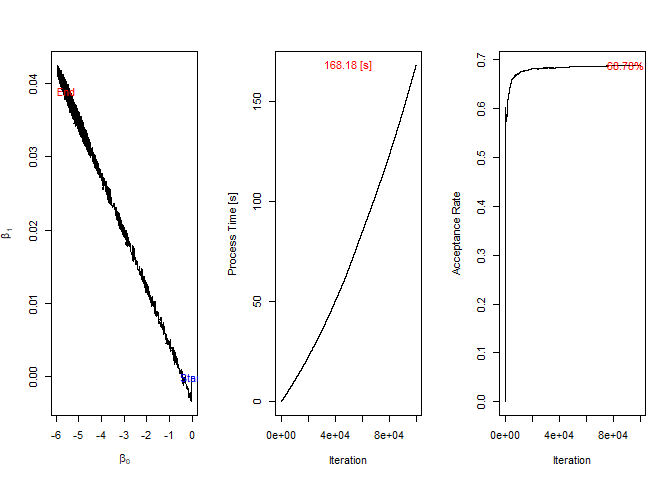 0.00 0.01 0.02 0.03 0.04
β1
End
Sta
-6 -5 -4 -3 -2 -1 0
β0
0 50 100 150
Process Time [s]
168.18 [s]
0e+00 4e+04 8e+04
Iteration
0.0 0.1 0.2 0.3 0.4 0.5 0.6 0.7
Acceptance Rate
68.78%
0e+00 4e+04 8e+04
Iteration